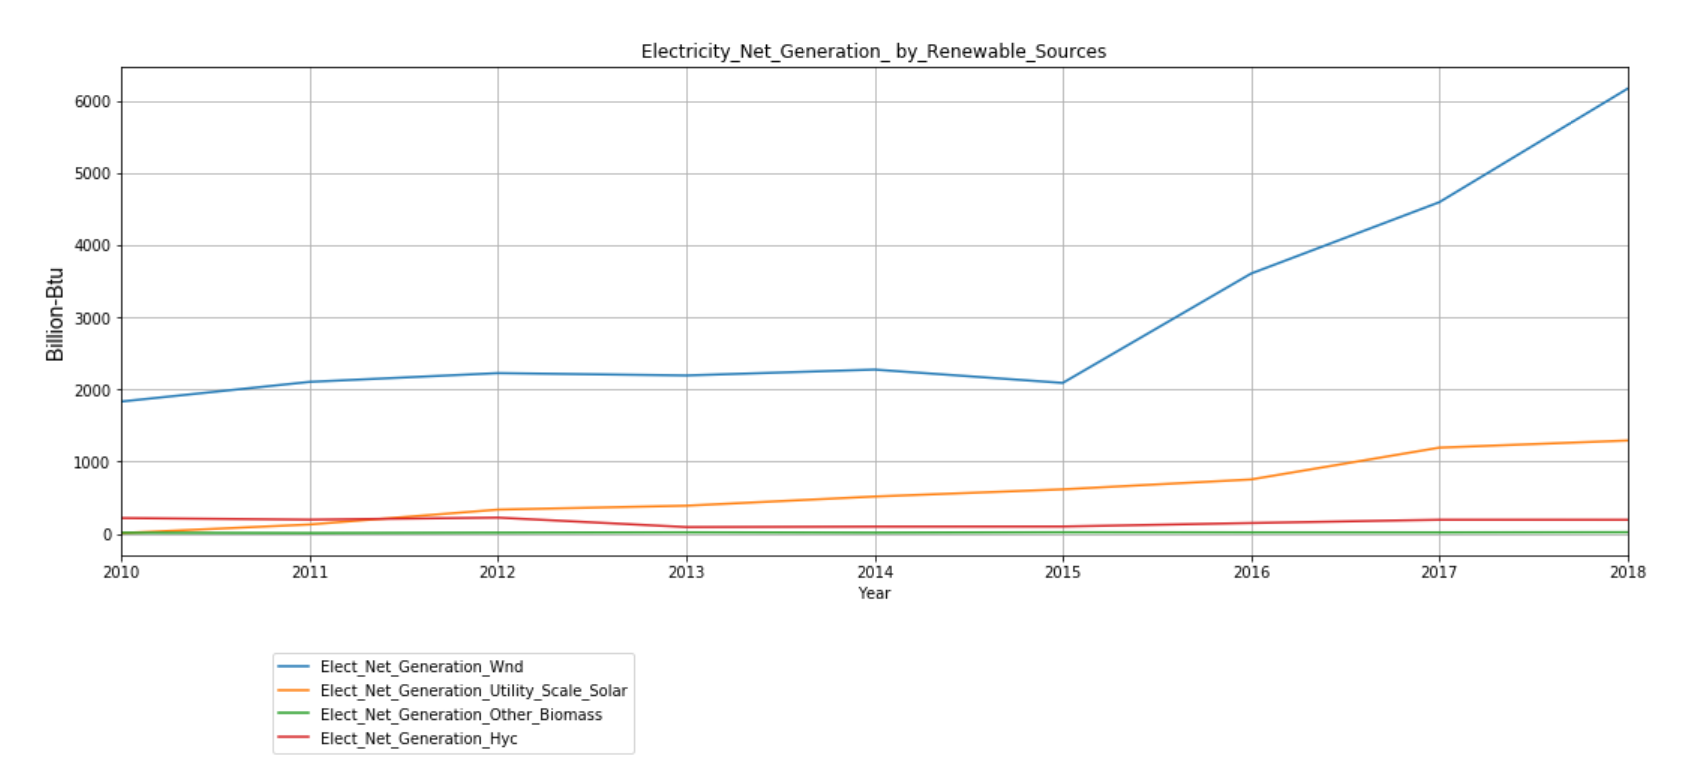 Electricity_Net_Generation_ by_Renewable_Sources
6000
5000
4000
3000
2000
1000
0
Billion-Btu
2010 2011 2012 2013 2014 2015 2016 2017 2018
Year
Elect_Net_Generation_Wnd
Elect_Net_Generation_Utility_Scale_Solar
Elect_Net_Generation_Other_Biomass
Elect_Net_Generation_Hyc